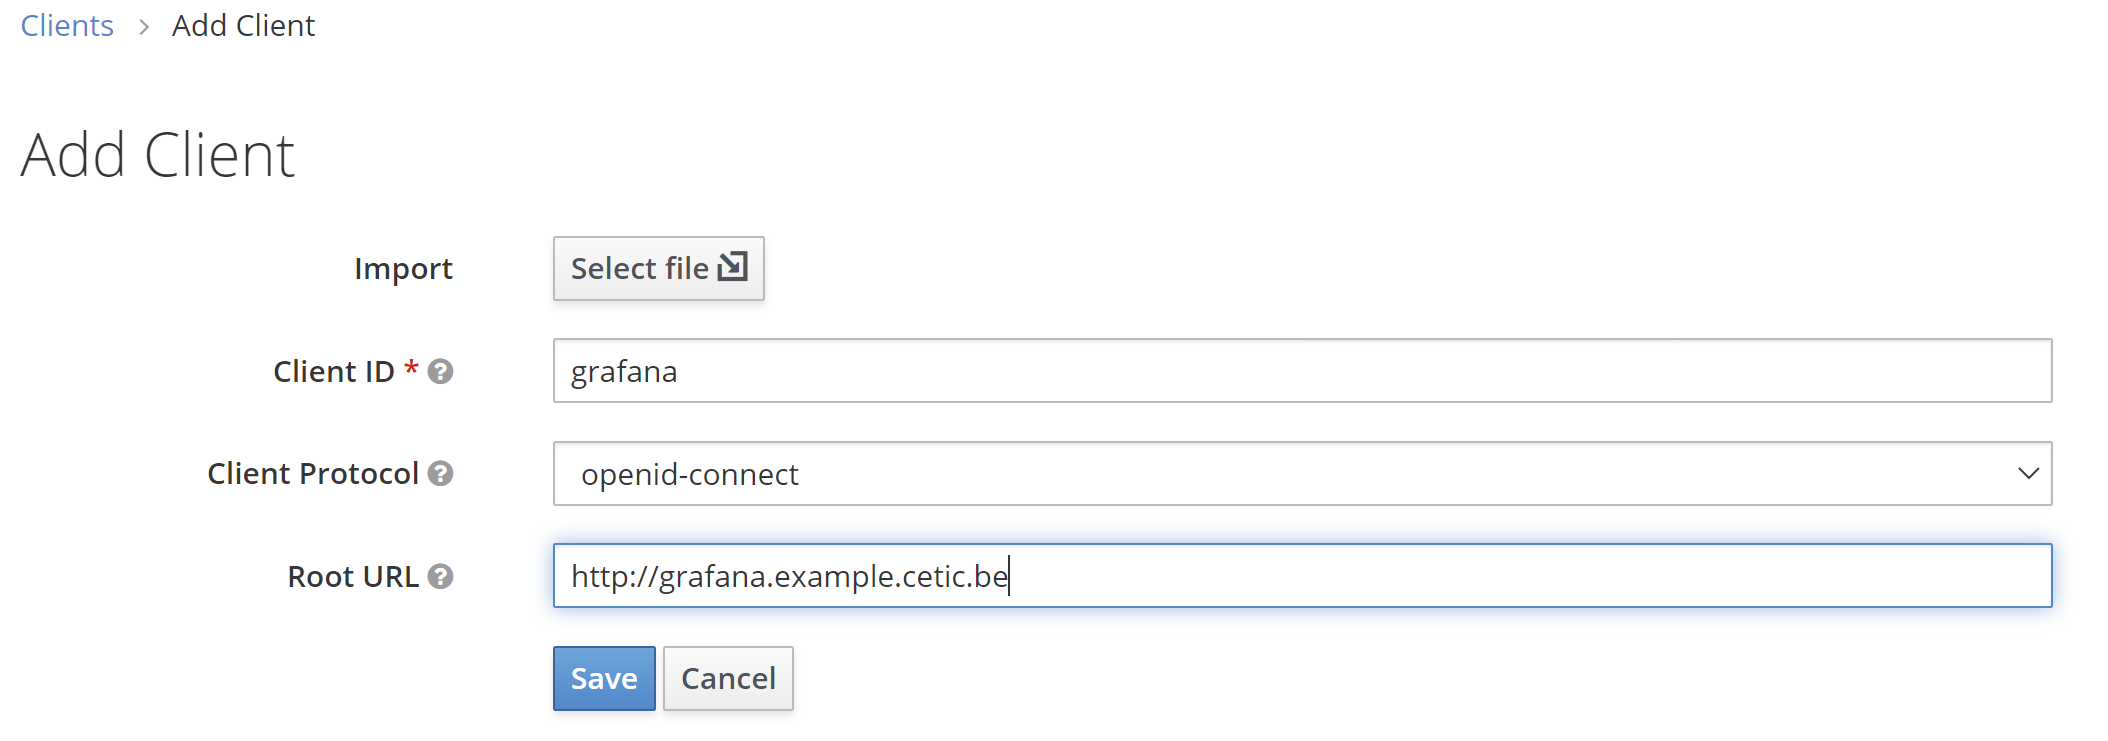 Clients > Add Client
Add Client
Import Select file
Client ID * ? grafana
Client Protocol ? openid-connect
Root URL ? http://grafana.example.cetic.be
Save Cancel